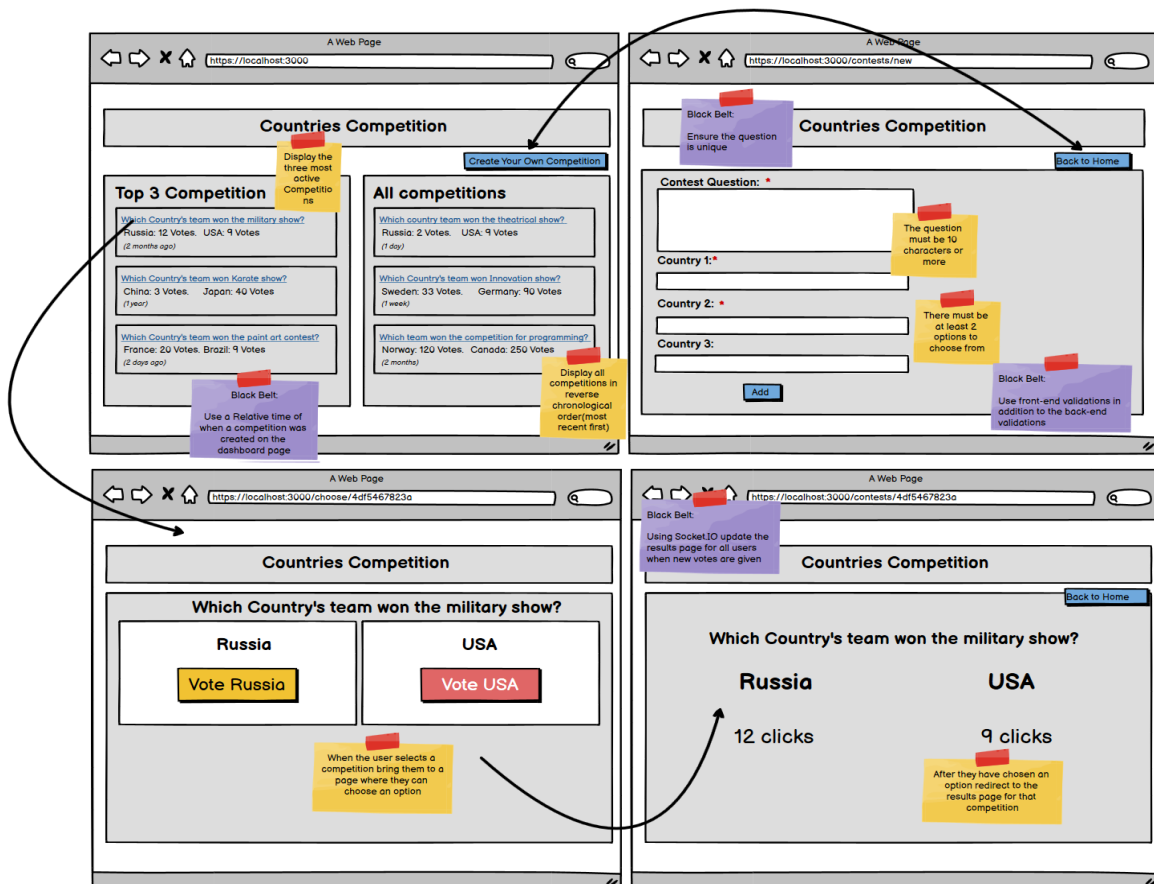 A Web Page
https://localhost:3000
Countries Competition
Display the
three most
active
Competitio
ns
Create Your Own Competition
Top 3 Competition
Which Country's team won the military show?
Russia: 12 Votes. USA: 9 Votes
(2 months ago)
Which Country's team won Karate show?
China: 3 Votes. Japan: 40 Votes
(1 year)
Which Country's team won the paint art contest?
France: 20 Votes. Brazil: 9 Votes
(2 days ago)
Black Belt:
Use a Relative time of
when a competition was
created on the
dashboard page
All competitions
Which country team won the theatrical show?
Russia: 2 Votes. USA: 9 Votes
(1 day)
Which Country's team won Innovation show?
Sweden: 33 Votes. Germany: 90 Votes
(1 week)
Which team won the competition for programming?
Norway: 120 Votes. Canada: 250 Votes
(2 months)
Display all
competitions in
reverse
chronological
order(most
recent first)
A Web Page
https://localhost:3000/contests/new
Black Belt:
Ensure the question
is unique
Countries Competition
Back to Home
Contest Question: *
The question
must be 10
characters or
more
Country 1:*
Country 2: *
There must be
at least 2
options to
choose from
Country 3:
Add
Black Belt:
Use front-end validations in
addition to the back-end
validations
A Web Page
https://localhost:3000/choose/4df5467823a
Countries Competition
Which Country's team won the military show?
Russia
Vote Russia
USA
Vote USA
When the user selects a
competition bring them to a
page where they can
choose an option
A Web Page
https://localhost:3000/contests/4df5467823a
Black Belt:
Using Socket.IO update the
results page for all users
when new votes are given
Countries Competition
Back to Home
Which Country's team won the military show?
Russia
USA
12 clicks
9 clicks
After they have chosen an
option redirect to the
results page for that
competition